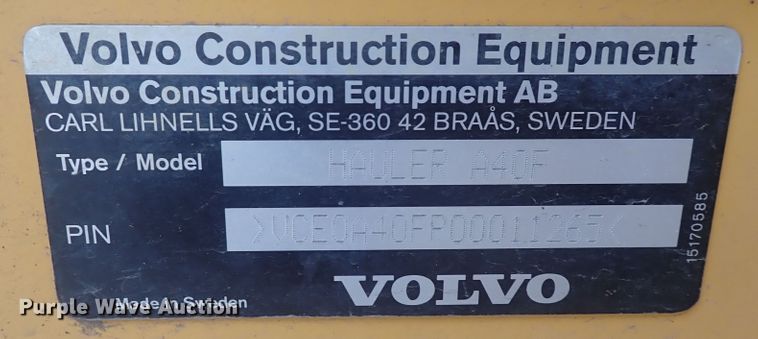 Volvo Construction Equipment
Volvo Construction Equipment AB
CARL LIHNELLS VÄG, SE-360 42 BRAÅS, SWEDEN
Type / Model HAULER A40F
PIN >VCE0A40FP00011265<
15170585
VOLVO
Made in Sweden
Purple Wave Auction